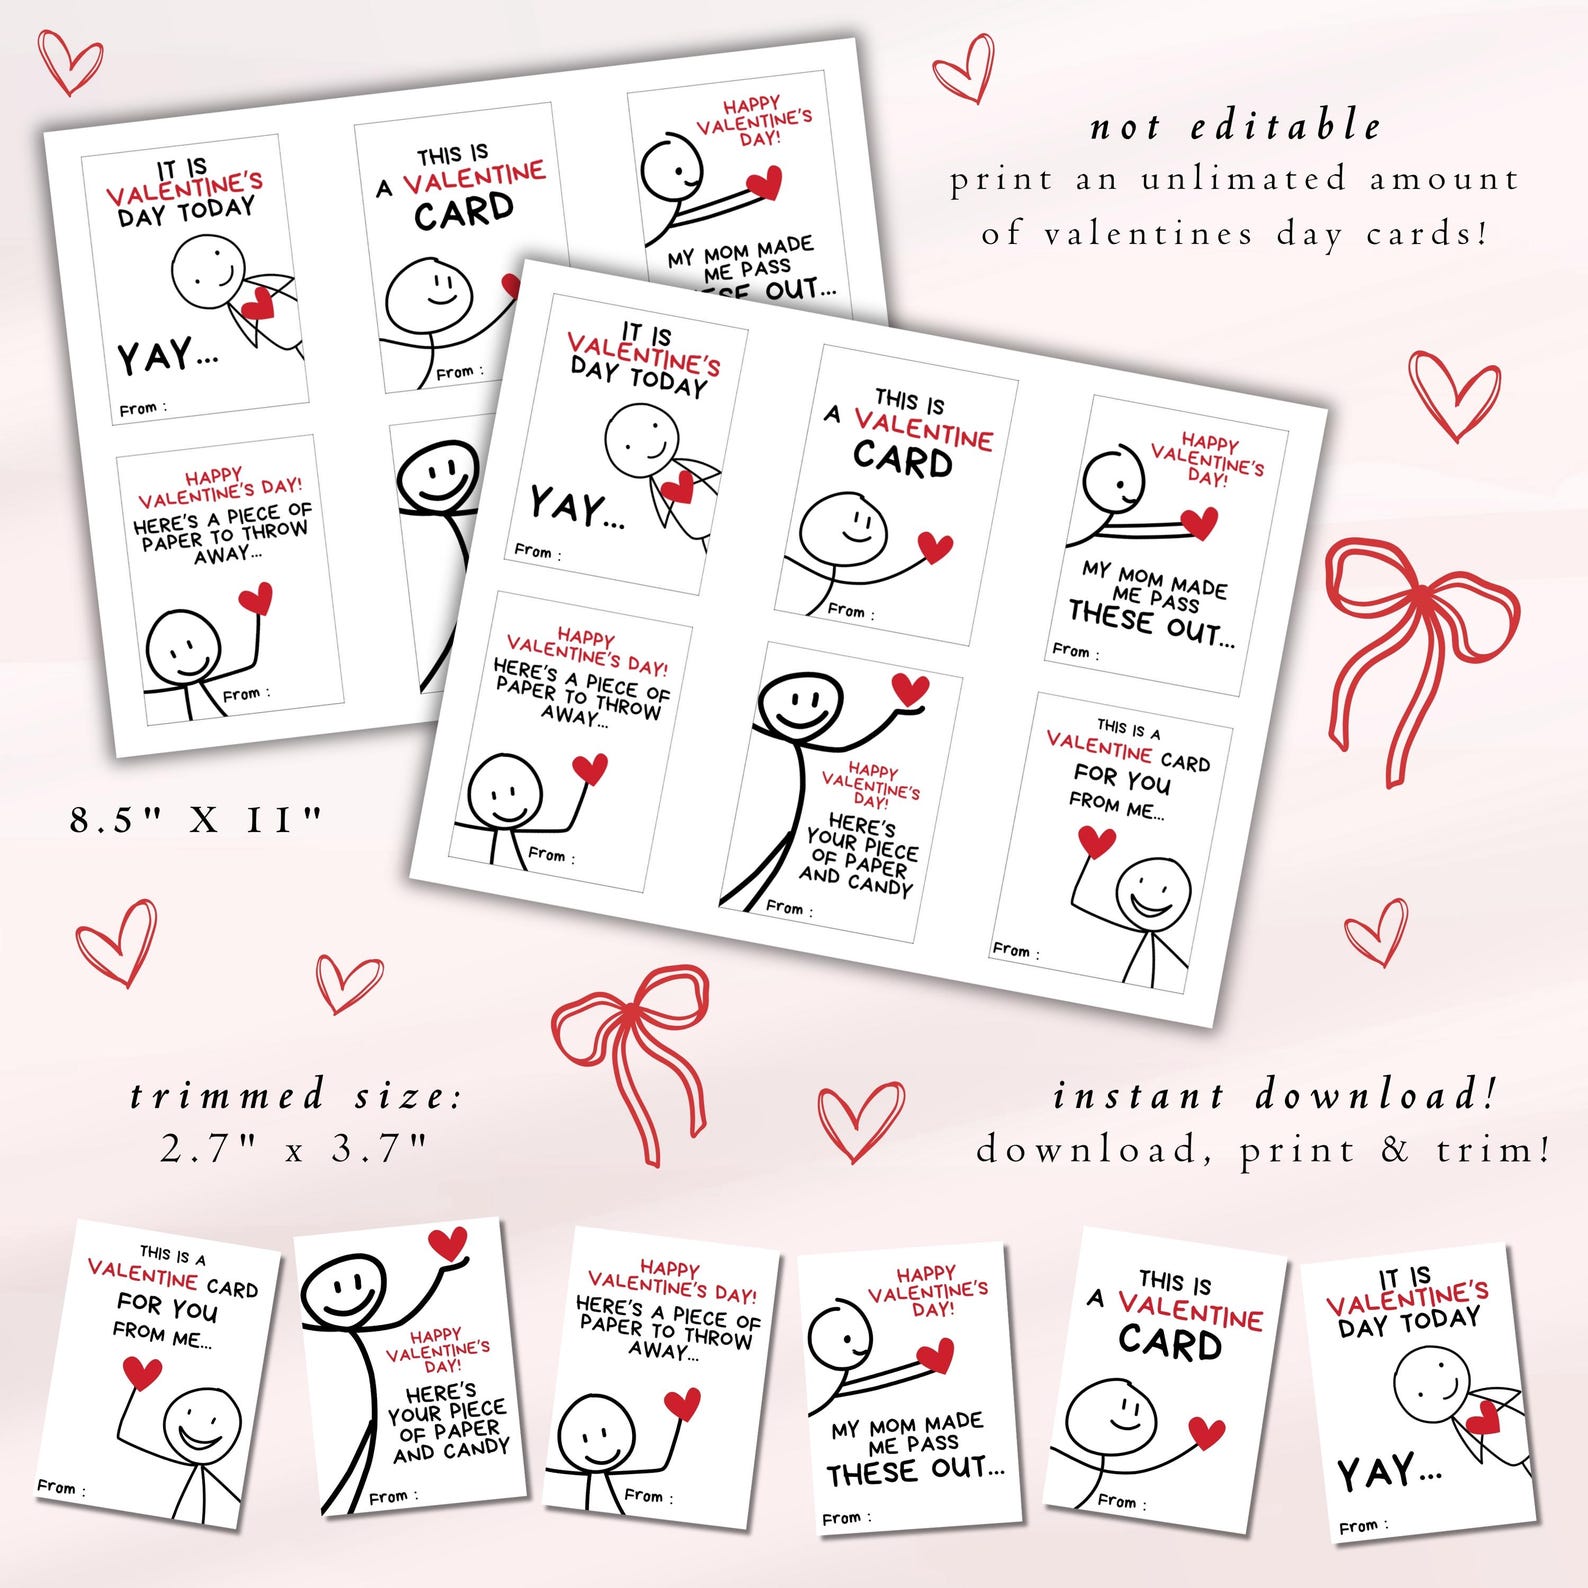 not editable
print an unlimated amount
of valentines day cards!
IT IS
VALENTINE'S
DAY TODAY
YAY...
From :
THIS IS
A VALENTINE
CARD
From :
HAPPY
VALENTINE'S
DAY!
MY MOM MADE
ME PASS
THESE OUT...
HAPPY
VALENTINE'S DAY!
HERE'S A PIECE OF
PAPER TO THROW
AWAY...
From :
IT IS
VALENTINE'S
DAY TODAY
YAY...
From :
THIS IS
A VALENTINE
CARD
From :
HAPPY
VALENTINE'S
DAY!
MY MOM MADE
ME PASS
THESE OUT...
From :
HAPPY
VALENTINE'S DAY!
HERE'S A PIECE OF
PAPER TO THROW
AWAY...
From :
HAPPY
VALENTINE'S
DAY!
HERE'S
YOUR PIECE
OF PAPER
AND CANDY
From :
THIS IS A
VALENTINE CARD
FOR YOU
FROM ME...
From :
8.5" X 11"
trimmed size:
2.7" x 3.7"
instant download!
download, print & trim!
THIS IS A
VALENTINE CARD
FOR YOU
FROM ME...
From :
HAPPY
VALENTINE'S
DAY!
HERE'S
YOUR PIECE
OF PAPER
AND CANDY
From :
HAPPY
VALENTINE'S DAY!
HERE'S A PIECE OF
PAPER TO THROW
AWAY...
From :
HAPPY
VALENTINE'S
DAY!
MY MOM MADE
ME PASS
THESE OUT...
From :
THIS IS
A VALENTINE
CARD
From :
IT IS
VALENTINE'S
DAY TODAY
YAY...
From :